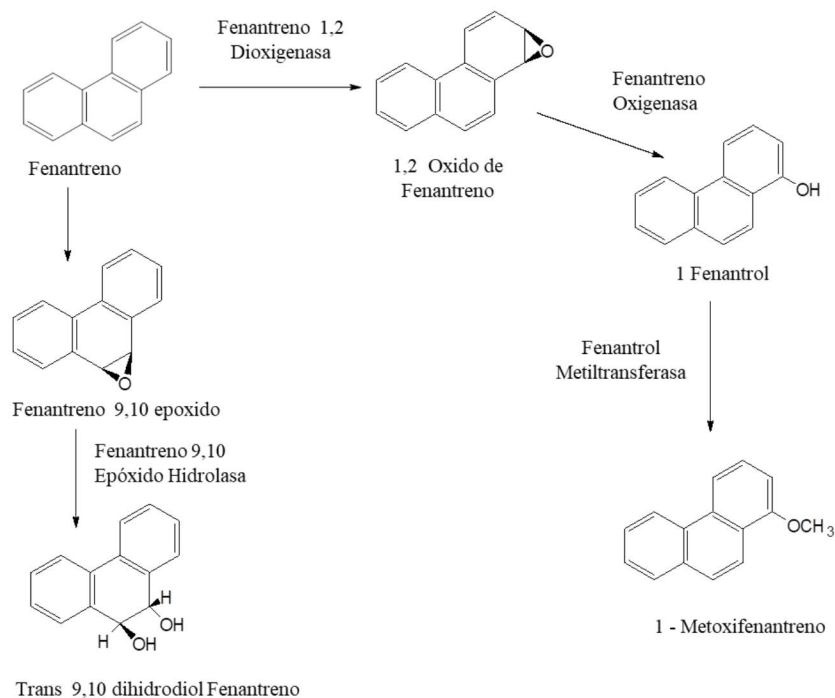 Fenantreno 1,2
Dioxigenasa
Fenantreno
O
1,2 Oxido de
Fenantreno
Fenantreno
Oxigenasa
OH
1 Fenantrol
O
Fenantreno 9,10 epoxido
Fenantrol
Metiltransferasa
Fenantreno 9,10
Epóxido Hidrolasa
OCH3
H
OH
H
OH
1 - Metoxifenantreno
Trans 9,10 dihidrodiol Fenantreno